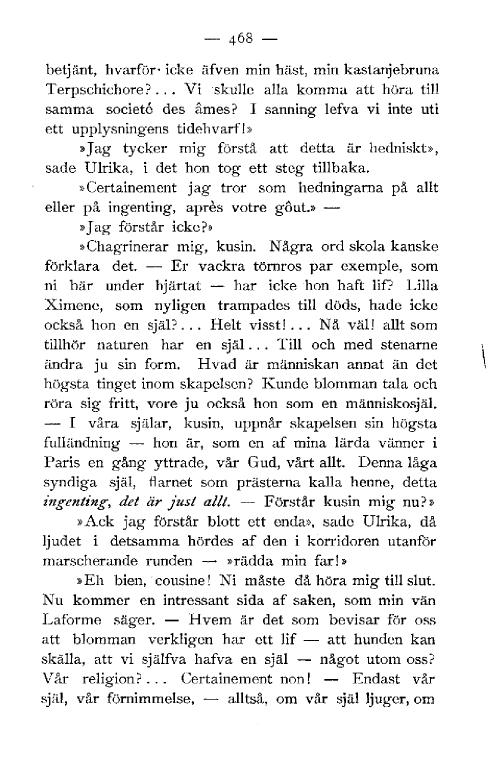 — 468 —
betjänt, hvarför· icke äfven min häst, min kastanjebruna
Terpschichore?... Vi skulle alla komma att höra till
samma societé des âmes? I sanning lefva vi inte uti
ett upplysningens tidehvarf!»
»Jag tycker mig förstå att detta är hedniskt»,
sade Ulrika, i det hon tog ett steg tillbaka.
»Certainement jag tror som hedningarna på allt
eller på ingenting, après votre gôut.» —
»Jag förstår icke?»
»Chagrinerar mig, kusin. Några ord skola kanske
förklara det. — Er vackra törnros par exemple, som
ni bär under hjärtat — har icke hon haft lif? Lilla
Ximene, som nyligen trampades till döds, hade icke
också hon en själ?... Helt visst!... Nå väl! allt som
tillhör naturen har en själ... Till och med stenarne
ändra ju sin form. Hvad är människan annat än det
högsta tinget inom skapelsen? Kunde blomman tala och
röra sig fritt, vore ju också hon som en människosjäl.
— I våra själar, kusin, uppnår skapelsen sin högsta
fulländning — hon är, som en af mina lärda vänner i
Paris en gång yttrade, vår Gud, vårt allt. Denna låga
syndiga själ, flarnet som prästerna kalla henne, detta
ingenting, det är just allt. — Förstår kusin mig nu?»
»Ack jag förstår blott ett enda», sade Ulrika, då
ljudet i detsamma hördes af den i korridoren utanför
marscherande runden — »rädda min far!»
»Eh bien, cousine! Ni måste då höra mig till slut.
Nu kommer en intressant sida af saken, som min vän
Laforme säger. — Hvem är det som bevisar för oss
att blomman verkligen har ett lif — att hunden kan
skälla, att vi själfva hafva en själ — något utom oss?
Vår religion?... Certainement non! — Endast vår
själ, vår förnimmelse, — alltså, om vår själ ljuger, om